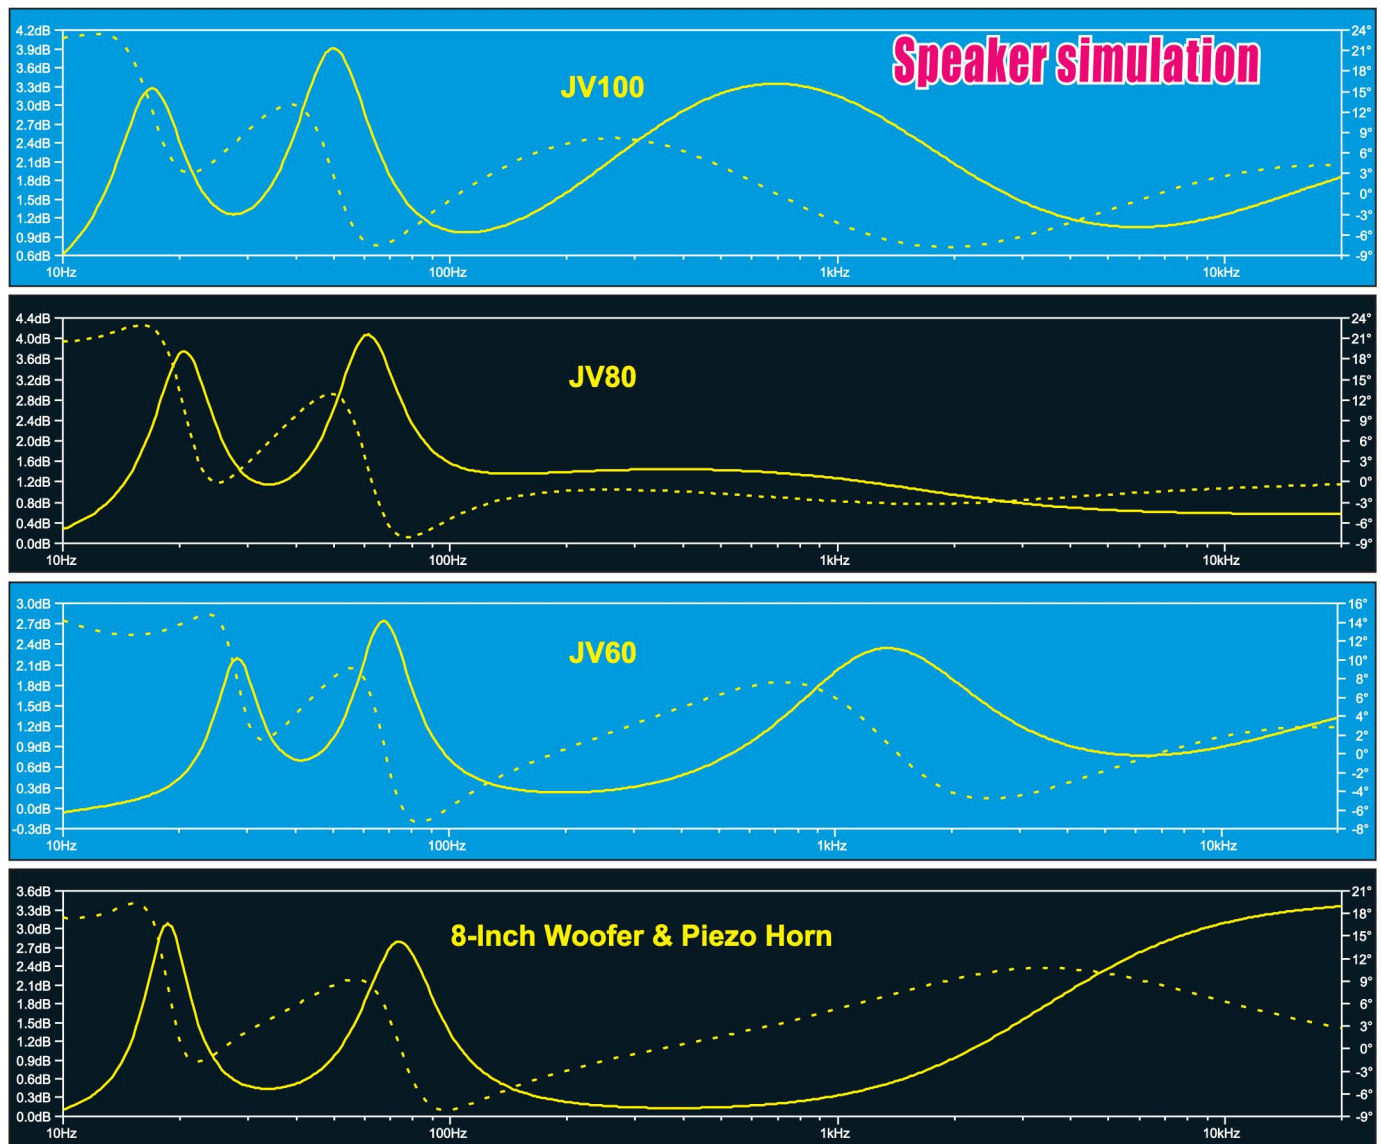 Speaker simulation
JV100
4.2dB
3.9dB
3.6dB
3.3dB
3.0dB
2.7dB
2.4dB
2.1dB
1.8dB
1.5dB
1.2dB
0.9dB
0.6dB
24°
21°
18°
15°
12°
9°
6°
3°
0°
-3°
-6°
-9°
10Hz 100Hz 1kHz 10kHz
JV80
4.4dB
4.0dB
3.6dB
3.2dB
2.8dB
2.4dB
2.0dB
1.6dB
1.2dB
0.8dB
0.4dB
0.0dB
24°
21°
18°
15°
12°
9°
6°
3°
0°
-3°
-6°
-9°
10Hz 100Hz 1kHz 10kHz
JV60
3.0dB
2.7dB
2.4dB
2.1dB
1.8dB
1.5dB
1.2dB
0.9dB
0.6dB
0.3dB
0.0dB
-0.3dB
16°
14°
12°
10°
8°
6°
4°
2°
0°
-2°
-4°
-6°
-8°
10Hz 100Hz 1kHz 10kHz
8-Inch Woofer & Piezo Horn
3.6dB
3.3dB
3.0dB
2.7dB
2.4dB
2.1dB
1.8dB
1.5dB
1.2dB
0.9dB
0.6dB
0.3dB
0.0dB
21°
18°
15°
12°
9°
6°
3°
0°
-3°
-6°
-9°
10Hz 100Hz 1kHz 10kHz